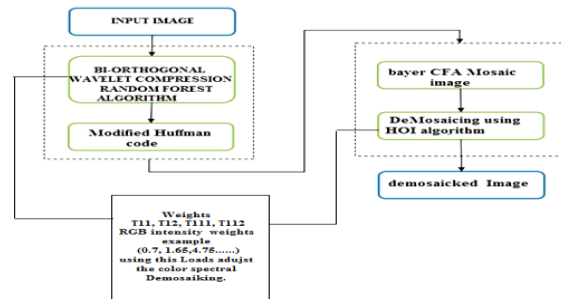 INPUT IMAGE
BI-ORTHOGONAL
WAVELET COMPRESSION
RANDOM FOREST
ALGORITHM
Modified Huffman
code
bayer CFA Mosaic
image
DeMosaicing using
HOI algorithm
demosaicked Image
Weights
T11, T12, T111, T112
RGB intensity weights
example
(0.7, 1.65,4.75......)
using this Loads adujst
the color spectral
Demosaiking.